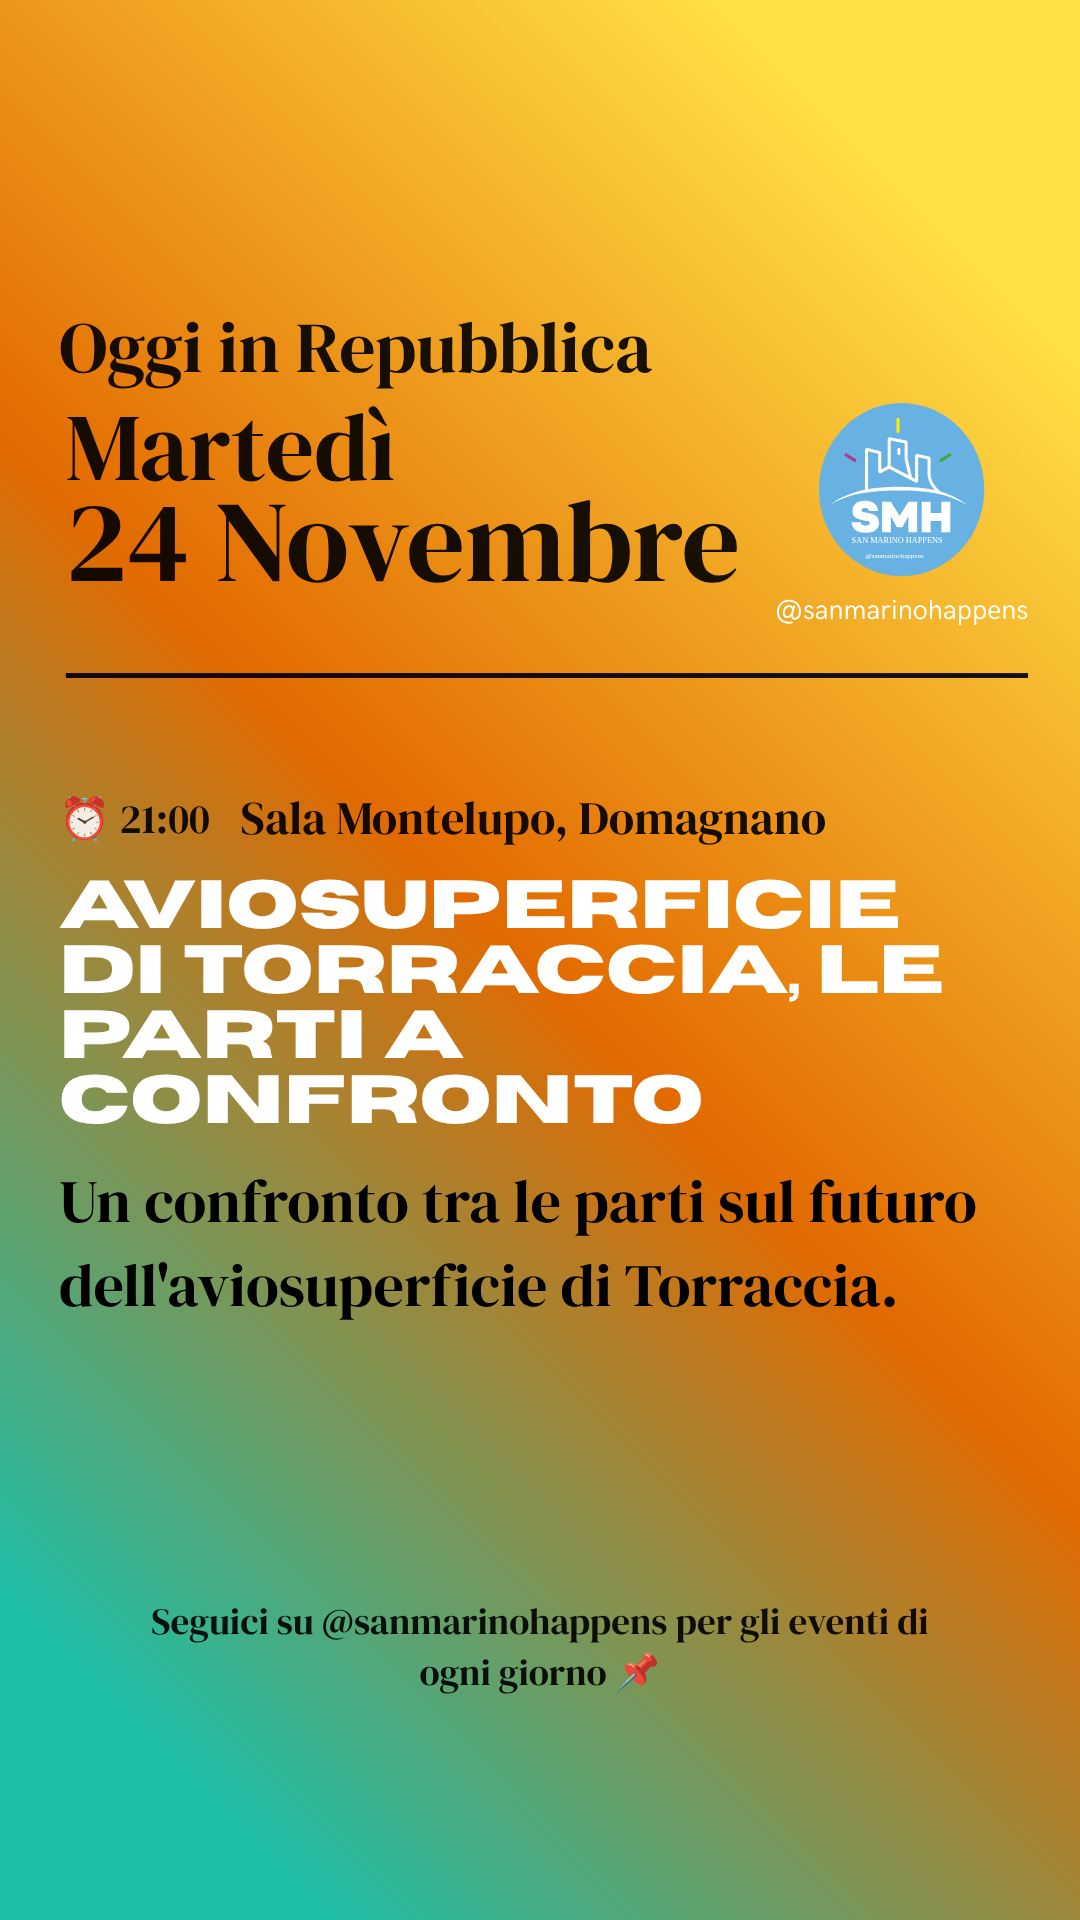 Oggi in Repubblica
Martedì
24 Novembre
SMH
SAN MARINO HAPPENS
@sanmarinohappens
@sanmarinohappens
⏰ 21:00 Sala Montelupo, Domagnano
AVIOSUPERFICIE
DI TORRACCIA, LE
PARTI A
CONFRONTO
Un confronto tra le parti sul futuro
dell'aviosuperficie di Torraccia.
Seguici su @sanmarinohappens per gli eventi di
ogni giorno 📌